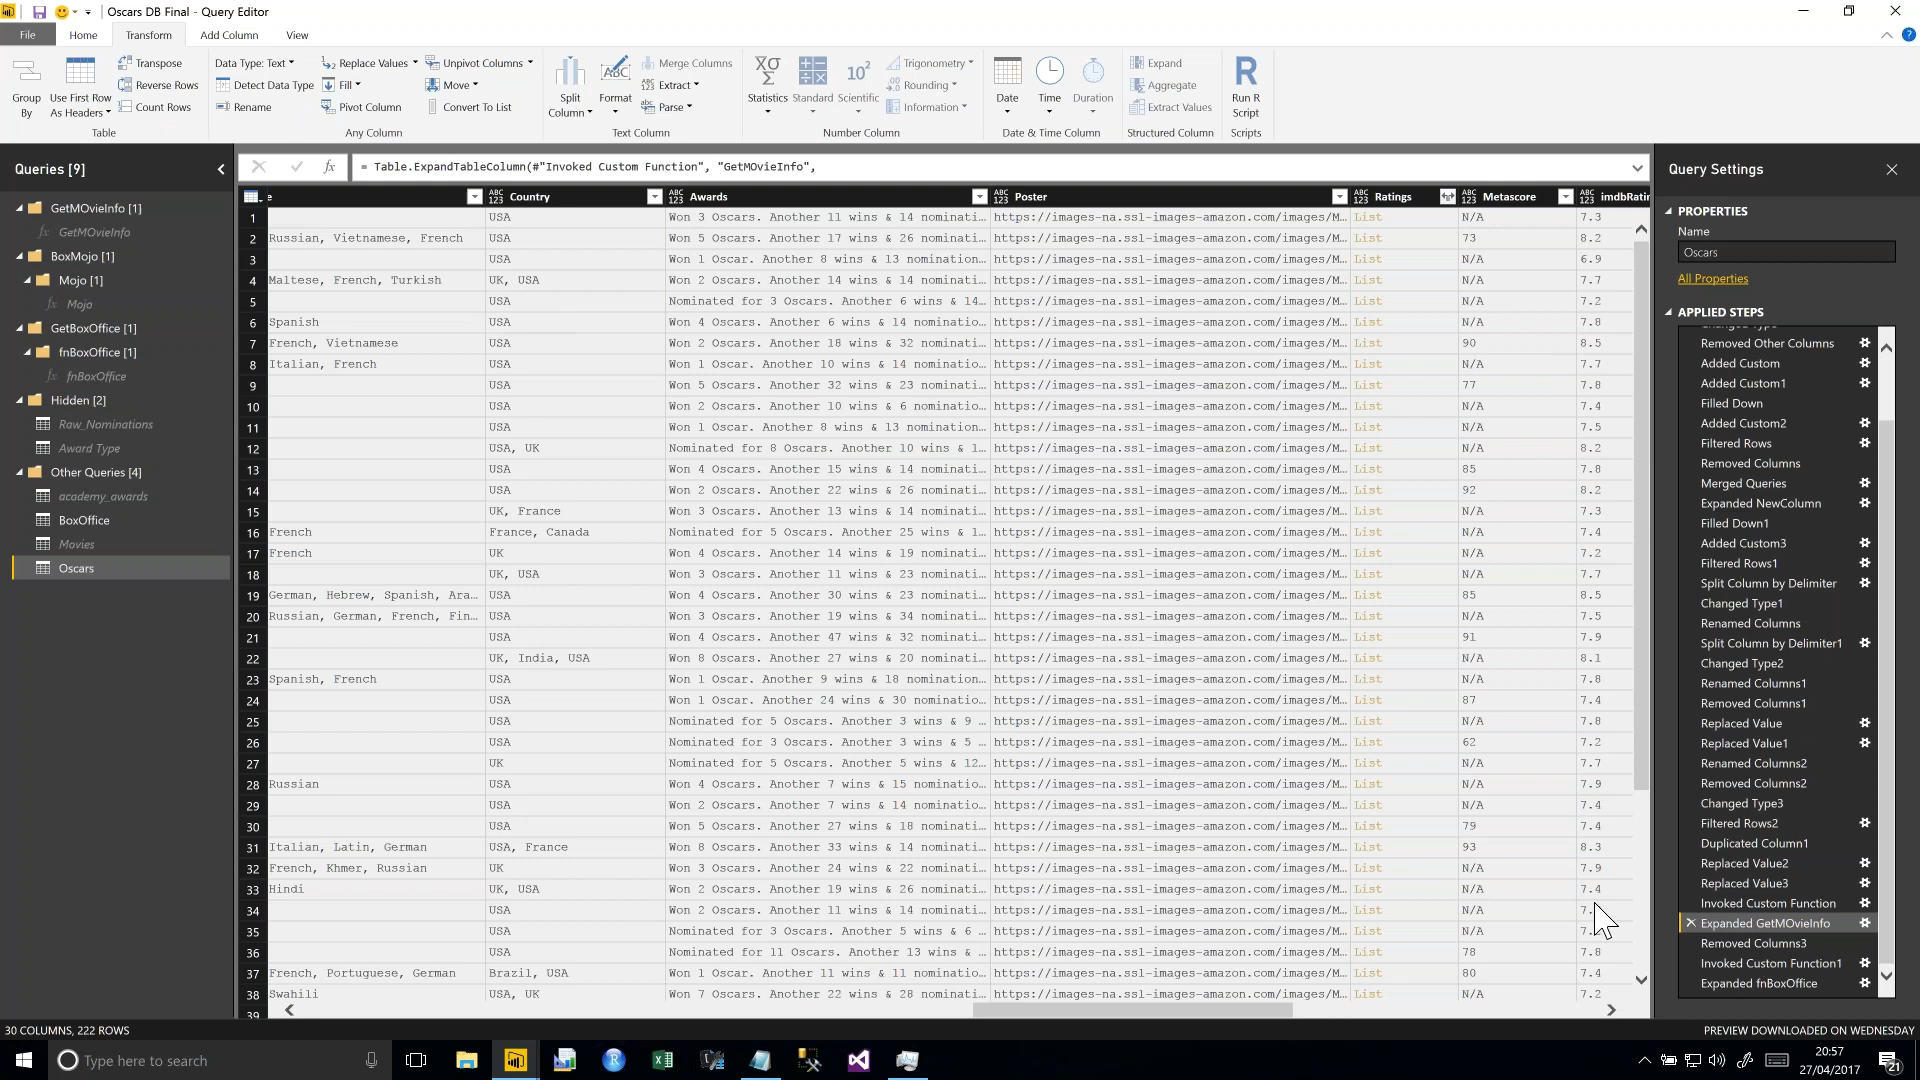 Oscars DB Final - Query Editor
File Home Transform Add Column View
Group By
Use First Row As Headers
Transpose
Reverse Rows
Count Rows
Table
Data Type: Text
Detect Data Type
Rename
Replace Values
Fill
Pivot Column
Unpivot Columns
Move
Convert To List
Any Column
Split Column
Format
Merge Columns
Extract
Parse
Text Column
Statistics
Standard
Scientific
Trigonometry
Rounding
Information
Number Column
Date
Time
Duration
Date & Time Column
Expand
Aggregate
Extract Values
Structured Column
Run R Script
Scripts
Queries [9]
GetMOvieInfo [1]
GetMOvieInfo
BoxMojo [1]
Mojo [1]
Mojo
GetBoxOffice [1]
fnBoxOffice [1]
fnBoxOffice
Hidden [2]
Raw_Nominations
Award Type
Other Queries [4]
academy_awards
BoxOffice
Movies
Oscars
= Table.ExpandTableColumn(#"Invoked Custom Function", "GetMOvieInfo",
e Country Awards Poster Ratings Metascore imdbRatin
1 USA Won 3 Oscars. Another 11 wins & 14 nominati... https://images-na.ssl-images-amazon.com/images/M... List N/A 7.3
2 Russian, Vietnamese, French USA Won 5 Oscars. Another 17 wins & 26 nominati... https://images-na.ssl-images-amazon.com/images/M... List 73 8.2
3 USA Won 1 Oscar. Another 8 wins & 13 nomination... https://images-na.ssl-images-amazon.com/images/M... List N/A 6.9
4 Maltese, French, Turkish UK, USA Won 2 Oscars. Another 14 wins & 14 nominati... https://images-na.ssl-images-amazon.com/images/M... List N/A 7.7
5 USA Nominated for 3 Oscars. Another 6 wins & 14... https://images-na.ssl-images-amazon.com/images/M... List N/A 7.2
6 Spanish USA Won 4 Oscars. Another 6 wins & 14 nominatio... https://images-na.ssl-images-amazon.com/images/M... List N/A 7.8
7 French, Vietnamese USA Won 2 Oscars. Another 18 wins & 32 nominati... https://images-na.ssl-images-amazon.com/images/M... List 90 8.5
8 Italian, French USA Won 1 Oscar. Another 10 wins & 14 nominatio... https://images-na.ssl-images-amazon.com/images/M... List N/A 7.7
9 USA Won 5 Oscars. Another 32 wins & 23 nominati... https://images-na.ssl-images-amazon.com/images/M... List 77 7.8
10 USA Won 2 Oscars. Another 10 wins & 6 nominatio... https://images-na.ssl-images-amazon.com/images/M... List N/A 7.4
11 USA Won 1 Oscar. Another 8 wins & 13 nomination... https://images-na.ssl-images-amazon.com/images/M... List N/A 7.5
12 USA, UK Nominated for 8 Oscars. Another 10 wins & 1... https://images-na.ssl-images-amazon.com/images/M... List N/A 8.2
13 USA Won 4 Oscars. Another 15 wins & 14 nominati... https://images-na.ssl-images-amazon.com/images/M... List 85 7.8
14 USA Won 2 Oscars. Another 22 wins & 26 nominati... https://images-na.ssl-images-amazon.com/images/M... List 92 8.2
15 UK, France Won 3 Oscars. Another 13 wins & 14 nominati... https://images-na.ssl-images-amazon.com/images/M... List N/A 7.3
16 French France, Canada Nominated for 5 Oscars. Another 25 wins & 1... https://images-na.ssl-images-amazon.com/images/M... List N/A 7.4
17 French UK Won 4 Oscars. Another 14 wins & 19 nominati... https://images-na.ssl-images-amazon.com/images/M... List N/A 7.2
18 UK, USA Won 3 Oscars. Another 11 wins & 23 nominati... https://images-na.ssl-images-amazon.com/images/M... List N/A 7.7
19 German, Hebrew, Spanish, Ara... USA Won 4 Oscars. Another 30 wins & 23 nominati... https://images-na.ssl-images-amazon.com/images/M... List 85 8.5
20 Russian, German, French, Fin... USA Won 3 Oscars. Another 19 wins & 34 nominati... https://images-na.ssl-images-amazon.com/images/M... List N/A 7.5
21 USA Won 4 Oscars. Another 47 wins & 32 nominati... https://images-na.ssl-images-amazon.com/images/M... List 91 7.9
22 UK, India, USA Won 8 Oscars. Another 27 wins & 20 nominati... https://images-na.ssl-images-amazon.com/images/M... List N/A 8.1
23 Spanish, French USA Won 1 Oscar. Another 9 wins & 18 nomination... https://images-na.ssl-images-amazon.com/images/M... List N/A 7.8
24 USA Won 1 Oscar. Another 24 wins & 30 nominatio... https://images-na.ssl-images-amazon.com/images/M... List 87 7.4
25 USA Nominated for 5 Oscars. Another 3 wins & 9 ... https://images-na.ssl-images-amazon.com/images/M... List N/A 7.8
26 USA Nominated for 3 Oscars. Another 3 wins & 5 ... https://images-na.ssl-images-amazon.com/images/M... List 62 7.2
27 UK Nominated for 5 Oscars. Another 5 wins & 12... https://images-na.ssl-images-amazon.com/images/M... List N/A 7.7
28 Russian USA Won 4 Oscars. Another 7 wins & 15 nominatio... https://images-na.ssl-images-amazon.com/images/M... List N/A 7.9
29 USA Won 2 Oscars. Another 7 wins & 14 nominatio... https://images-na.ssl-images-amazon.com/images/M... List N/A 7.4
30 USA Won 5 Oscars. Another 27 wins & 18 nominati... https://images-na.ssl-images-amazon.com/images/M... List 79 7.4
31 Italian, Latin, German USA, France Won 8 Oscars. Another 33 wins & 14 nominati... https://images-na.ssl-images-amazon.com/images/M... List 93 8.3
32 French, Khmer, Russian UK Won 3 Oscars. Another 24 wins & 22 nominati... https://images-na.ssl-images-amazon.com/images/M... List N/A 7.9
33 Hindi UK, USA Won 2 Oscars. Another 19 wins & 26 nominati... https://images-na.ssl-images-amazon.com/images/M... List N/A 7.4
34 USA Won 2 Oscars. Another 11 wins & 14 nominati... https://images-na.ssl-images-amazon.com/images/M... List N/A
35 USA Nominated for 3 Oscars. Another 5 wins & 6 ... https://images-na.ssl-images-amazon.com/images/M... List N/A
36 USA Nominated for 11 Oscars. Another 13 wins & ... https://images-na.ssl-images-amazon.com/images/M... List 78 7.8
37 French, Portuguese, German Brazil, USA Won 1 Oscar. Another 11 wins & 11 nominatio... https://images-na.ssl-images-amazon.com/images/M... List 80 7.4
38 Swahili USA, UK Won 7 Oscars. Another 22 wins & 28 nominati... https://images-na.ssl-images-amazon.com/images/M... List N/A 7.2
39
Query Settings
PROPERTIES
Name
Oscars
All Properties
APPLIED STEPS
Changed Type
Removed Other Columns
Added Custom
Added Custom1
Filled Down
Added Custom2
Filtered Rows
Removed Columns
Merged Queries
Expanded NewColumn
Filled Down1
Added Custom3
Filtered Rows1
Split Column by Delimiter
Changed Type1
Renamed Columns
Split Column by Delimiter1
Changed Type2
Renamed Columns1
Removed Columns1
Replaced Value
Replaced Value1
Renamed Columns2
Removed Columns2
Changed Type3
Filtered Rows2
Duplicated Column1
Replaced Value2
Replaced Value3
Invoked Custom Function
Expanded GetMOvieInfo
Removed Columns3
Invoked Custom Function1
Expanded fnBoxOffice
30 COLUMNS, 222 ROWS
PREVIEW DOWNLOADED ON WEDNESDAY
Type here to search
20:57
27/04/2017
21